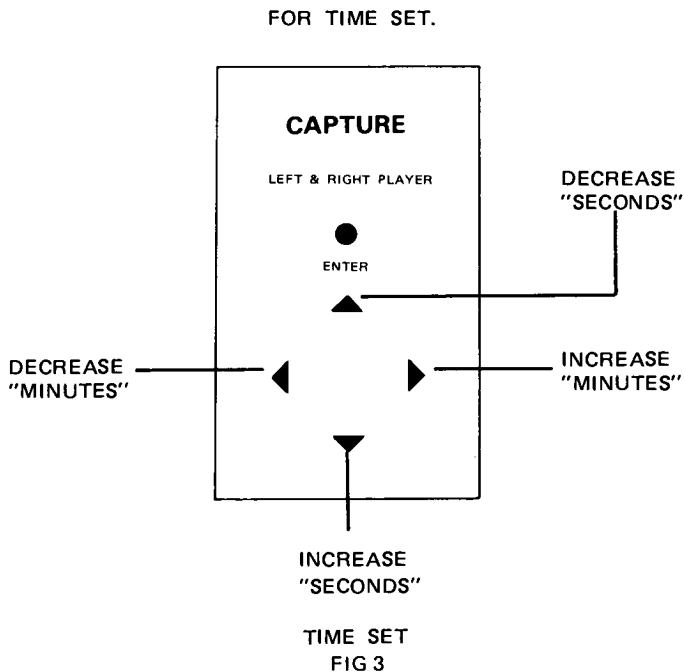 FOR TIME SET.
CAPTURE
LEFT & RIGHT PLAYER
DECREASE
"SECONDS"
ENTER
DECREASE
"MINUTES"
INCREASE
"MINUTES"
INCREASE
"SECONDS"
TIME SET
FIG 3